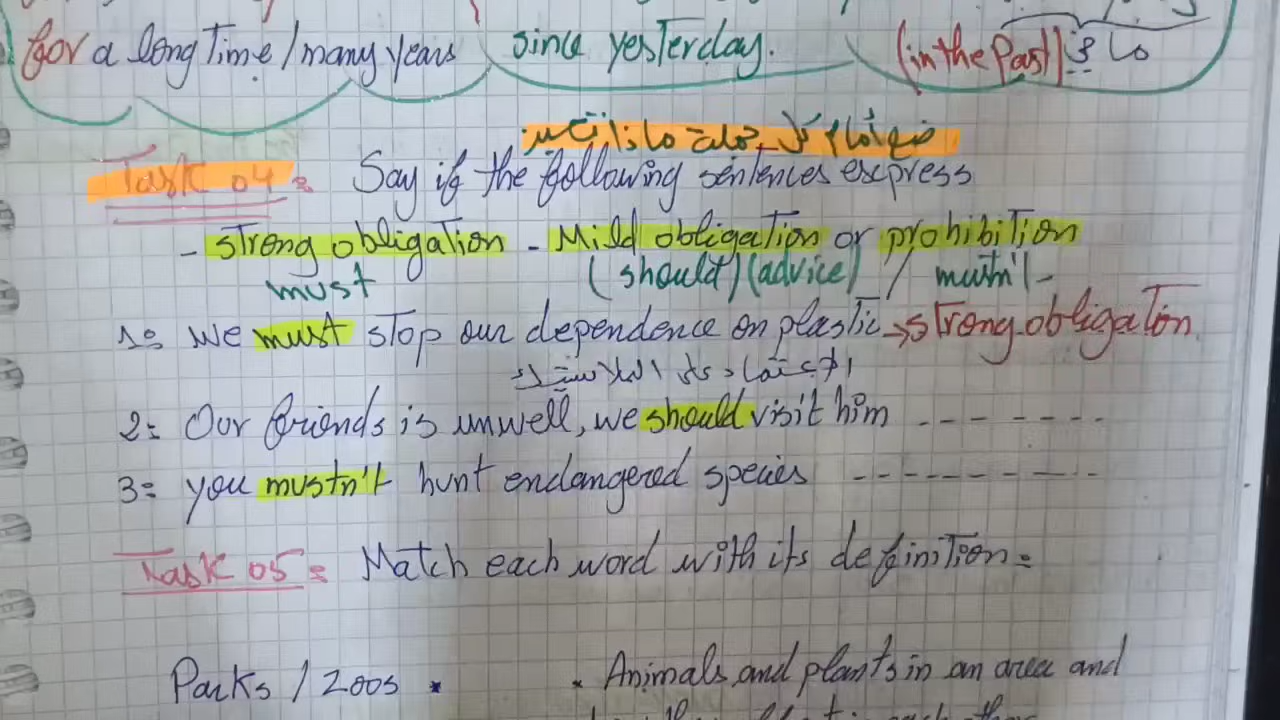 for a long Time / many years since yesterday. (in the Past)
ضع أمام كل جملة ماذا تعبر
Task 04: Say if the following sentences express
- strong obligation - Mild obligation or prohibition
must (should) (advice) / mustn't -
1: We must stop our dependence on plastic → strong obligation
2: Our friends is unwell, we should visit him - - - - - - -
3: you mustn't hunt endangered species - - - - - - - - - -
Task 05: Match each word with its definition:
Parks / Zoos * * Animals and plants in an area and